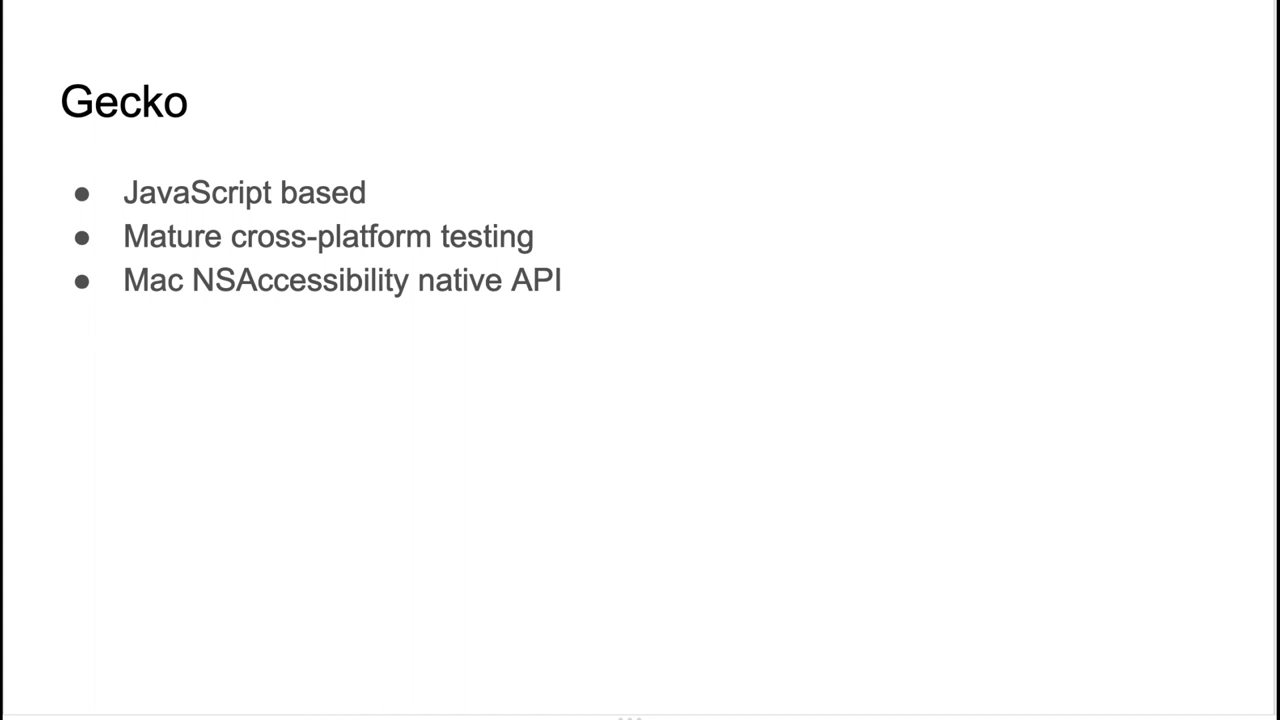 Gecko
● JavaScript based
● Mature cross-platform testing
● Mac NSAccessibility native API